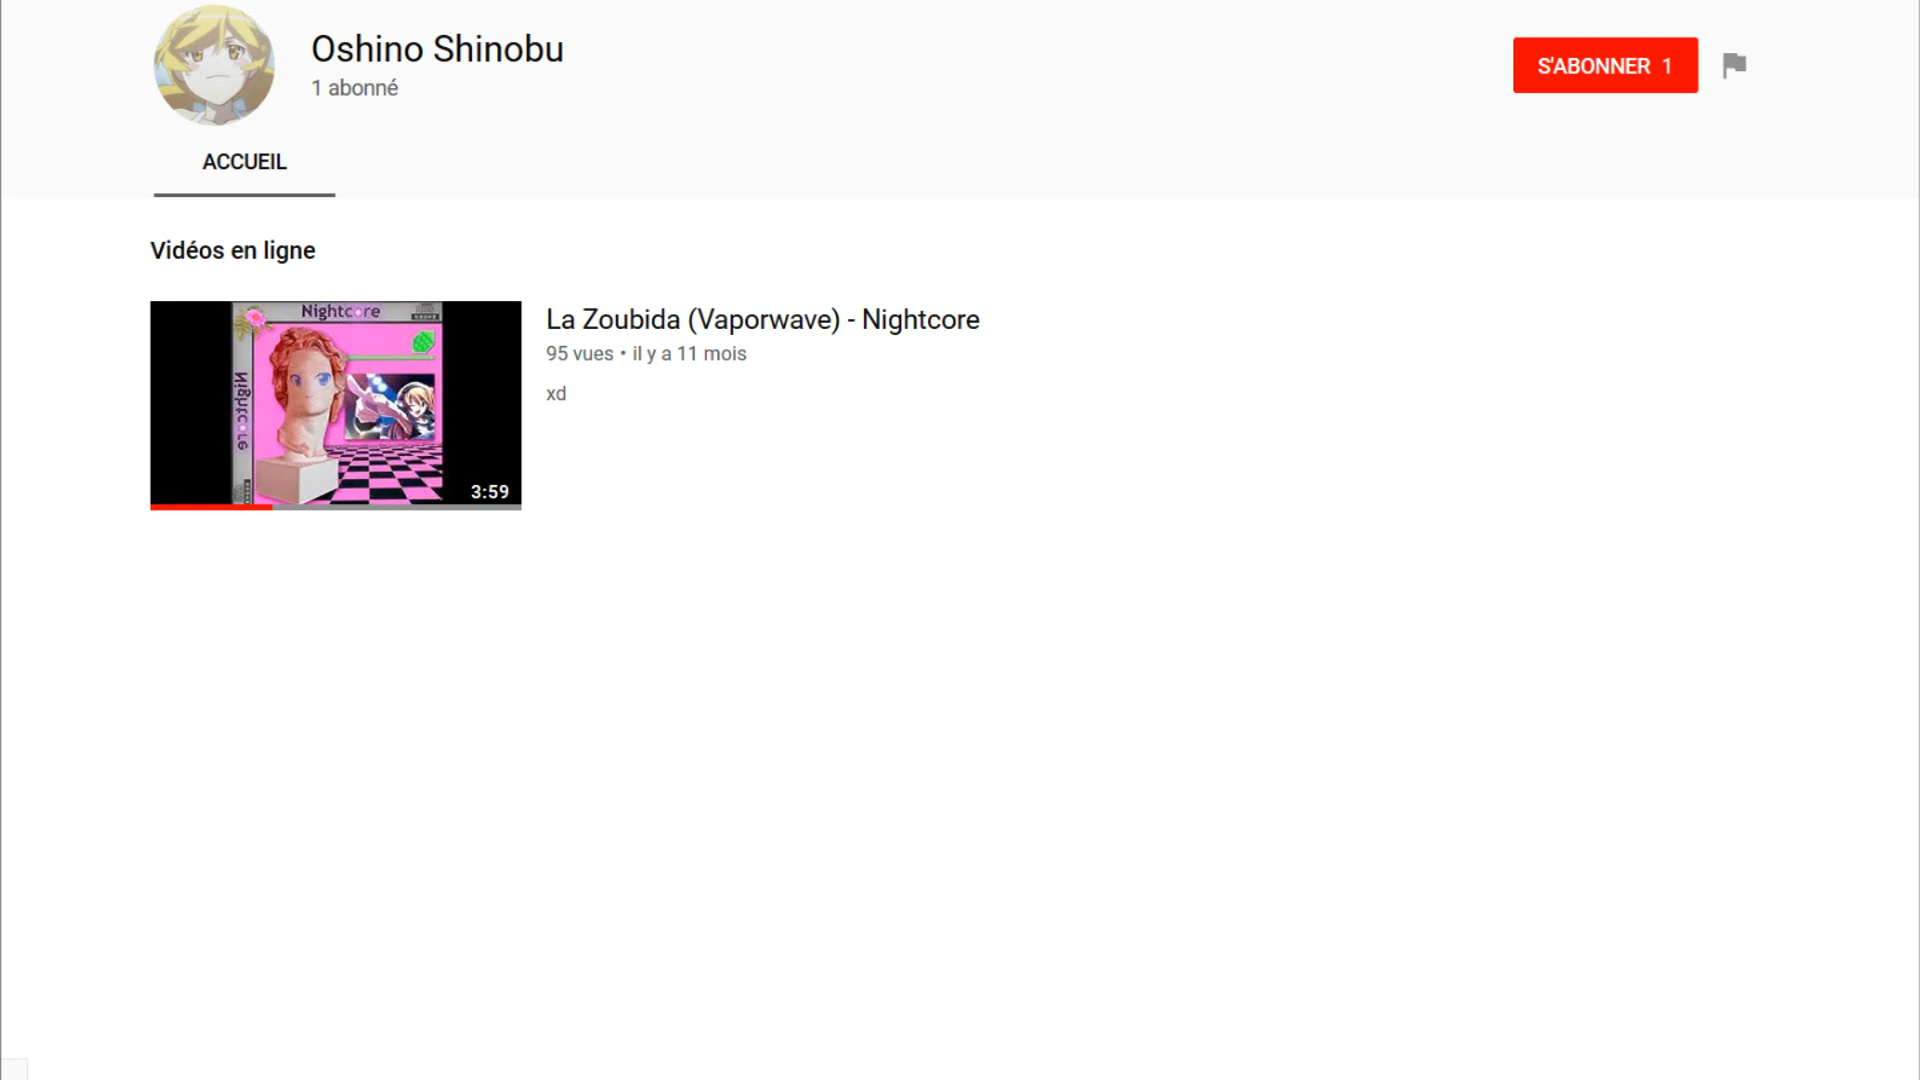 Oshino Shinobu
1 abonné
S'ABONNER 1
ACCUEIL
Vidéos en ligne
Nightcore
Nightcore
3:59
La Zoubida (Vaporwave) - Nightcore
95 vues • il y a 11 mois
xd